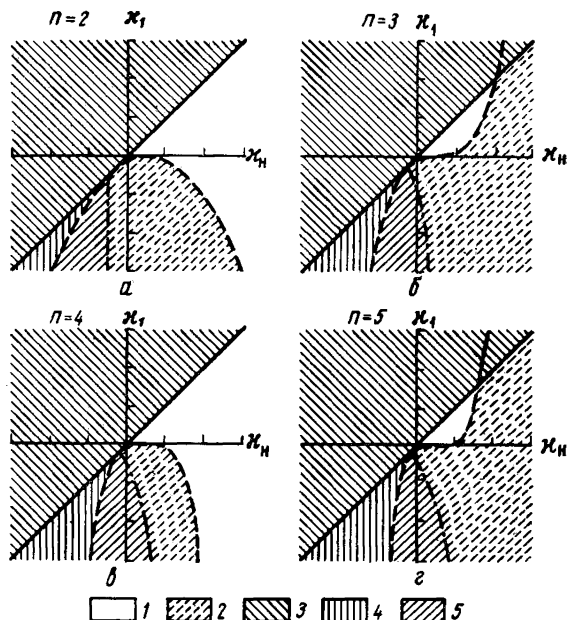 n=2 ϰ₁
n=3 ϰ₁
ϰн
ϰн
а
б
n=4 ϰ₁
n=5 ϰ₁
ϰн
ϰн
в
г
1 2 3 4 5